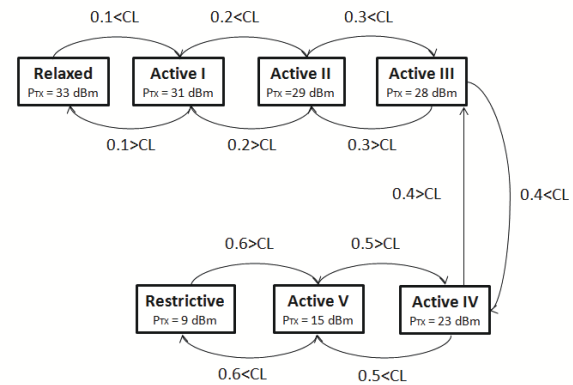 0.1<CL 0.2<CL 0.3<CL
Relaxed Active I Active II Active III
PTX = 33 dBm PTX = 31 dBm PTX =29 dBm PTX = 28 dBm
0.1>CL 0.2>CL 0.3>CL
0.4>CL 0.4<CL
0.6>CL 0.5>CL
Restrictive Active V Active IV
PTX = 9 dBm PTX = 15 dBm PTX = 23 dBm
0.6<CL 0.5<CL